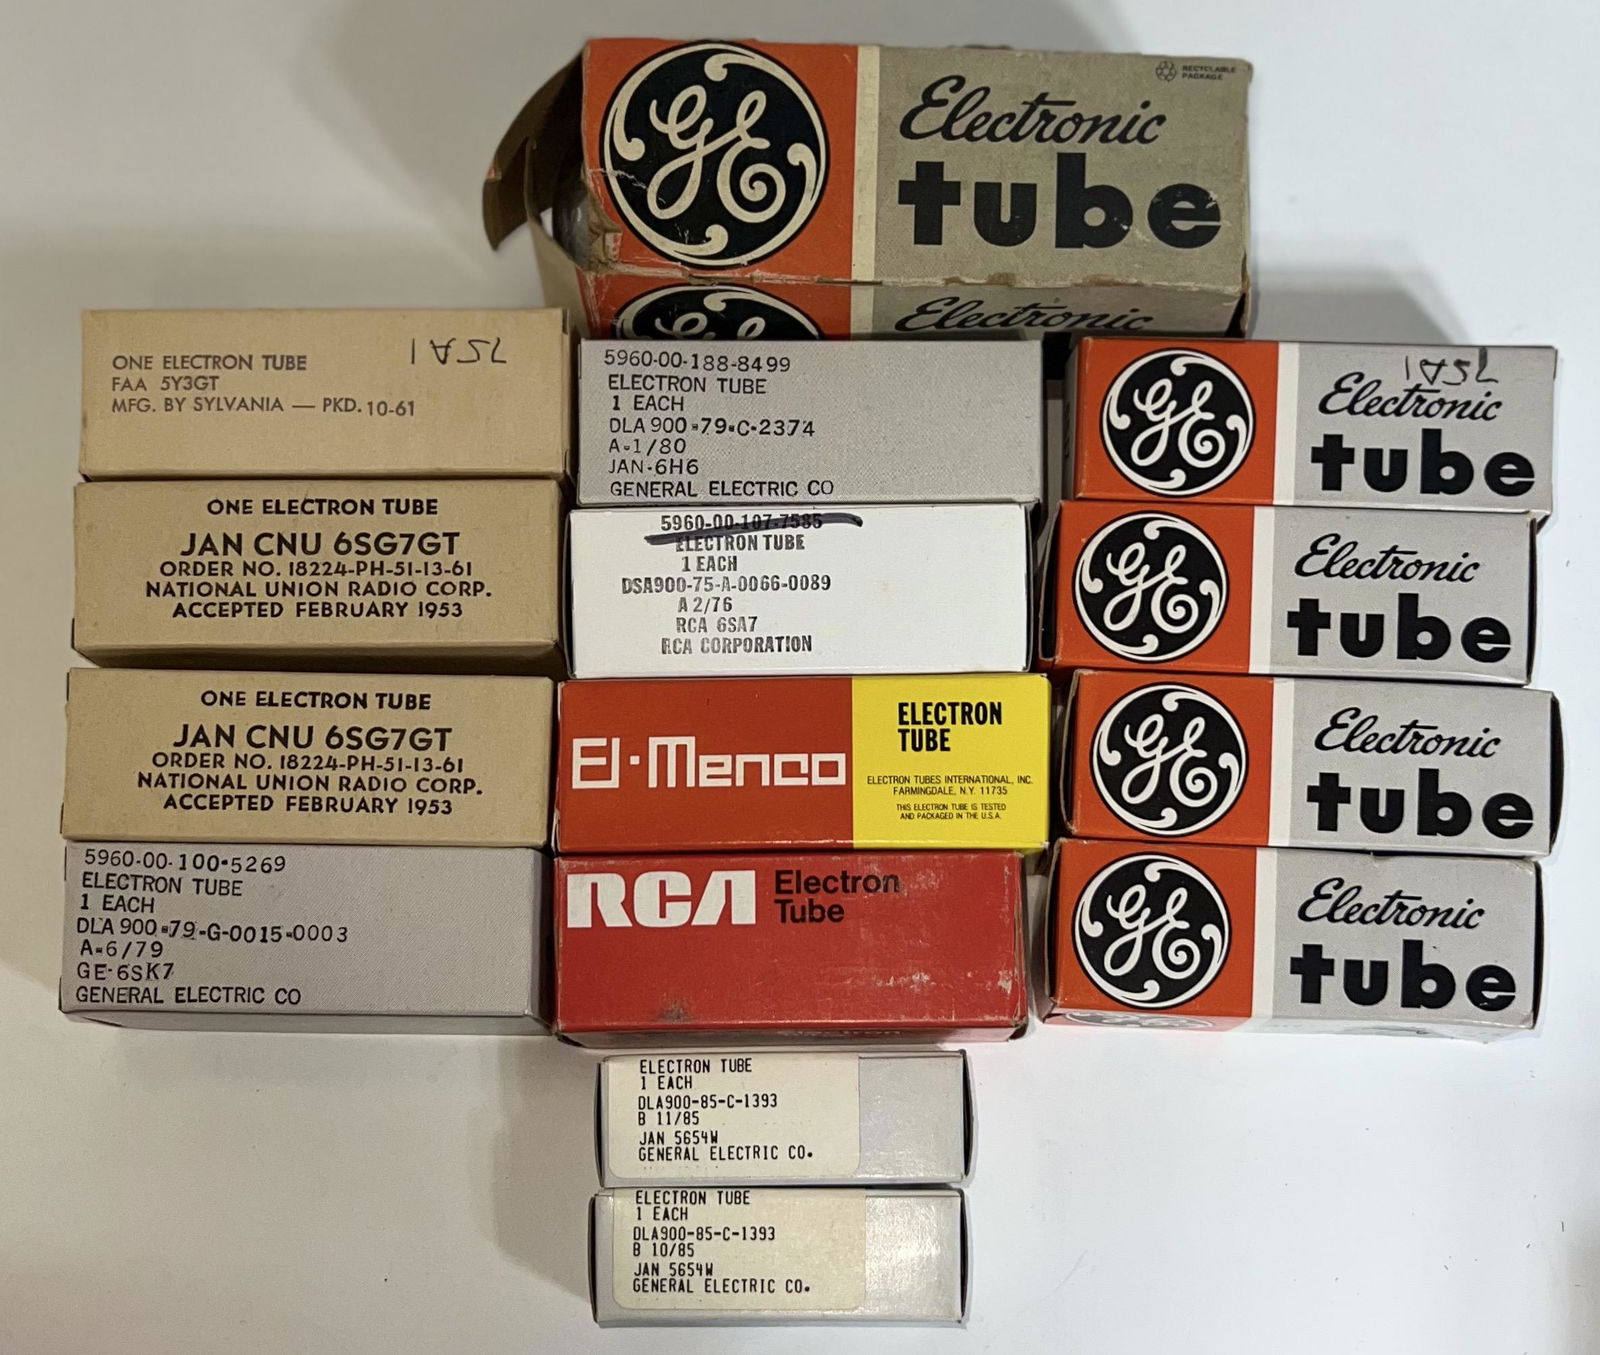 GE
Electronic
tube
RECYCLABLE
PACKAGE
GE
Electronic
ONE ELECTRON TUBE
FAA 5Y3GT
MFG. BY SYLVANIA — PKD. 10-61
ONE ELECTRON TUBE
JAN CNU 6SG7GT
ORDER NO. 18224-PH-51-13-61
NATIONAL UNION RADIO CORP.
ACCEPTED FEBRUARY 1953
ONE ELECTRON TUBE
JAN CNU 6SG7GT
ORDER NO. 18224-PH-51-13-61
NATIONAL UNION RADIO CORP.
ACCEPTED FEBRUARY 1953
5960-00-100-5269
ELECTRON TUBE
1 EACH
DLA 900-79-G-0015-0003
A-6/79
GE-6SK7
GENERAL ELECTRIC CO
5960-00-188-8499
ELECTRON TUBE
1 EACH
DLA 900-79-C-2374
A-1/80
JAN-6H6
GENERAL ELECTRIC CO
5960-00-107-7585
ELECTRON TUBE
1 EACH
DSA900-75-A-0066-0089
A 2/76
RCA 6SA7
RCA CORPORATION
El-Menco
ELECTRON
TUBE
ELECTRON TUBES INTERNATIONAL, INC.
FARMINGDALE, N.Y. 11735
THIS ELECTRON TUBE IS TESTED
AND PACKAGED IN THE U.S.A.
RCA Electron
Tube
Electron
GE
Electronic
tube
GE
Electronic
tube
GE
Electronic
tube
GE
Electronic
tube
ELECTRON TUBE
1 EACH
DLA900-85-C-1393
B 11/85
JAN 5654W
GENERAL ELECTRIC CO.
ELECTRON TUBE
1 EACH
DLA900-85-C-1393
B 10/85
JAN 5654W
GENERAL ELECTRIC CO.